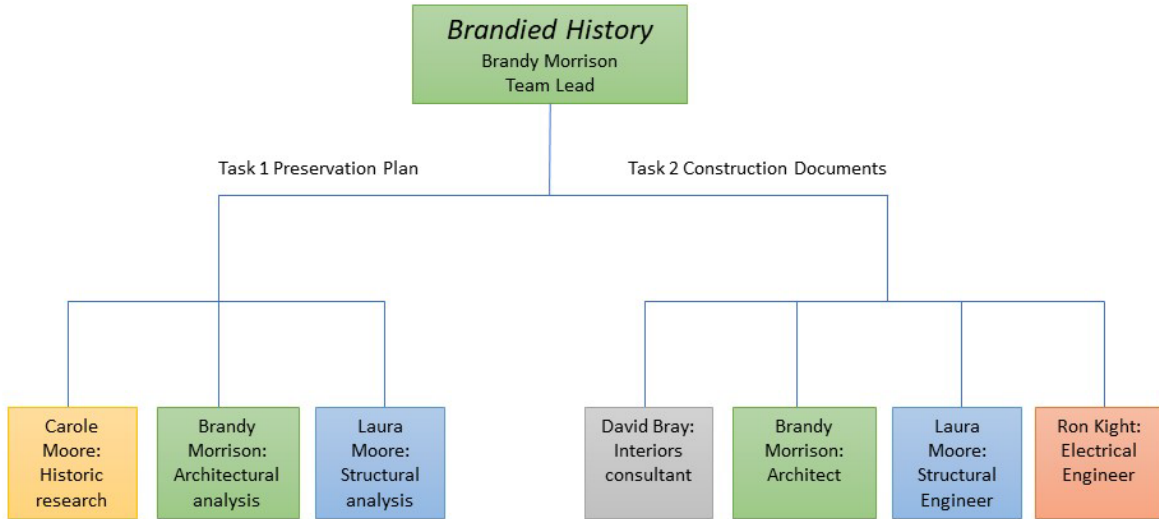 Brandied History
Brandy Morrison
Team Lead
Task 1 Preservation Plan
Task 2 Construction Documents
Carole
Moore:
Historic
research
Brandy
Morrison:
Architectural
analysis
Laura
Moore:
Structural
analysis
David Bray:
Interiors
consultant
Brandy
Morrison:
Architect
Laura
Moore:
Structural
Engineer
Ron Kight:
Electrical
Engineer